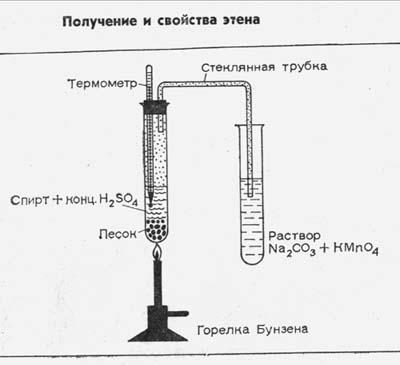 Получение и свойства этена
Стеклянная трубка
Термометр
Спирт + конц. H₂SO₄
Песок
Раствор
Na₂CO₃ + KMnO₄
Горелка Бунзена